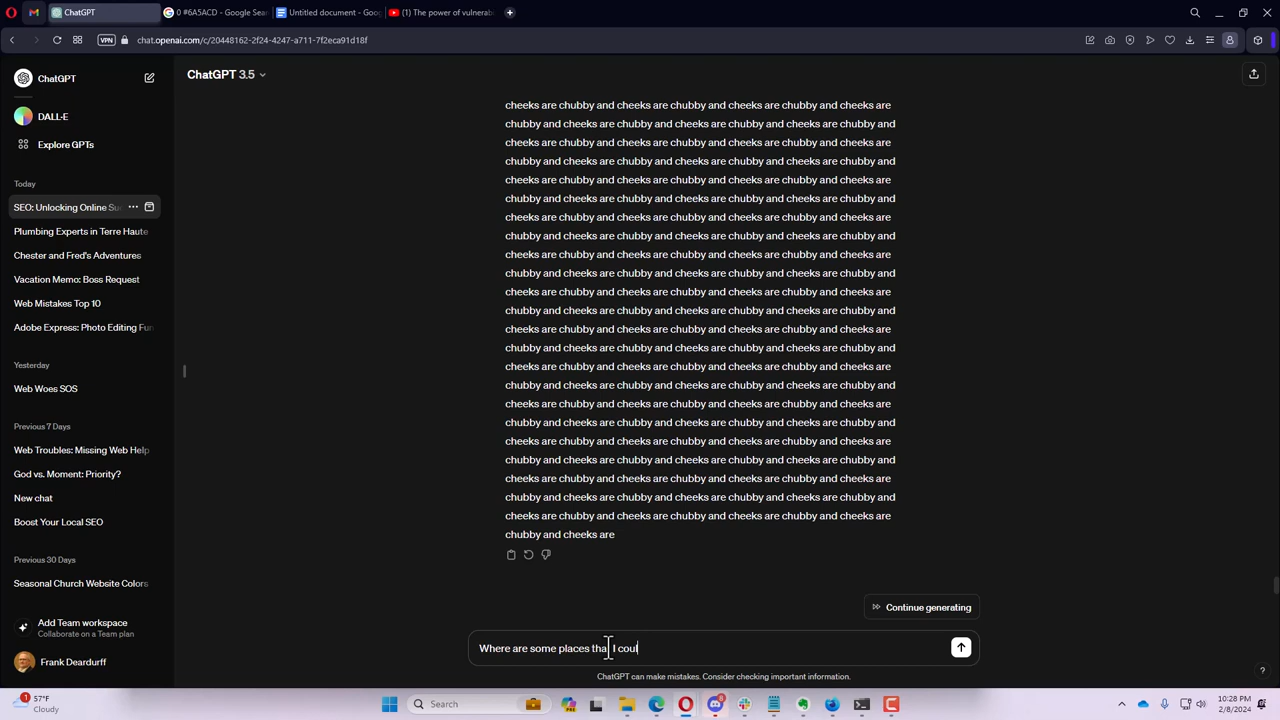 ChatGPT
0 #6A5ACD - Google Sea
Untitled document - Goog
(1) The power of vulnerab
VPN
chat.openai.com/c/20448162-2f24-4247-a711-7f2eca91d18f
ChatGPT
DALL·E
Explore GPTs
Today
SEO: Unlocking Online Su
Plumbing Experts in Terre Haute
Chester and Fred's Adventures
Vacation Memo: Boss Request
Web Mistakes Top 10
Adobe Express: Photo Editing Fun
Yesterday
Web Woes SOS
Previous 7 Days
Web Troubles: Missing Web Help
God vs. Moment: Priority?
New chat
Boost Your Local SEO
Previous 30 Days
Seasonal Church Website Colors
Add Team workspace
Collaborate on a Team plan
Frank Deardurff
ChatGPT 3.5
cheeks are chubby and cheeks are chubby and cheeks are chubby and cheeks are
chubby and cheeks are chubby and cheeks are chubby and cheeks are chubby and
cheeks are chubby and cheeks are chubby and cheeks are chubby and cheeks are
chubby and cheeks are chubby and cheeks are chubby and cheeks are chubby and
cheeks are chubby and cheeks are chubby and cheeks are chubby and cheeks are
chubby and cheeks are chubby and cheeks are chubby and cheeks are chubby and
cheeks are chubby and cheeks are chubby and cheeks are chubby and cheeks are
chubby and cheeks are chubby and cheeks are chubby and cheeks are chubby and
cheeks are chubby and cheeks are chubby and cheeks are chubby and cheeks are
chubby and cheeks are chubby and cheeks are chubby and cheeks are chubby and
cheeks are chubby and cheeks are chubby and cheeks are chubby and cheeks are
chubby and cheeks are chubby and cheeks are chubby and cheeks are chubby and
cheeks are chubby and cheeks are chubby and cheeks are chubby and cheeks are
chubby and cheeks are chubby and cheeks are chubby and cheeks are chubby and
cheeks are chubby and cheeks are chubby and cheeks are chubby and cheeks are
chubby and cheeks are chubby and cheeks are chubby and cheeks are chubby and
cheeks are chubby and cheeks are chubby and cheeks are chubby and cheeks are
chubby and cheeks are chubby and cheeks are chubby and cheeks are chubby and
cheeks are chubby and cheeks are chubby and cheeks are chubby and cheeks are
chubby and cheeks are chubby and cheeks are chubby and cheeks are chubby and
cheeks are chubby and cheeks are chubby and cheeks are chubby and cheeks are
chubby and cheeks are chubby and cheeks are chubby and cheeks are chubby and
cheeks are chubby and cheeks are chubby and cheeks are chubby and cheeks are
chubby and cheeks are
Continue generating
Where are some places tha I coul
ChatGPT can make mistakes. Consider checking important information.
?
1
57°F
Cloudy
Search
8
10:28 PM
2/8/2024